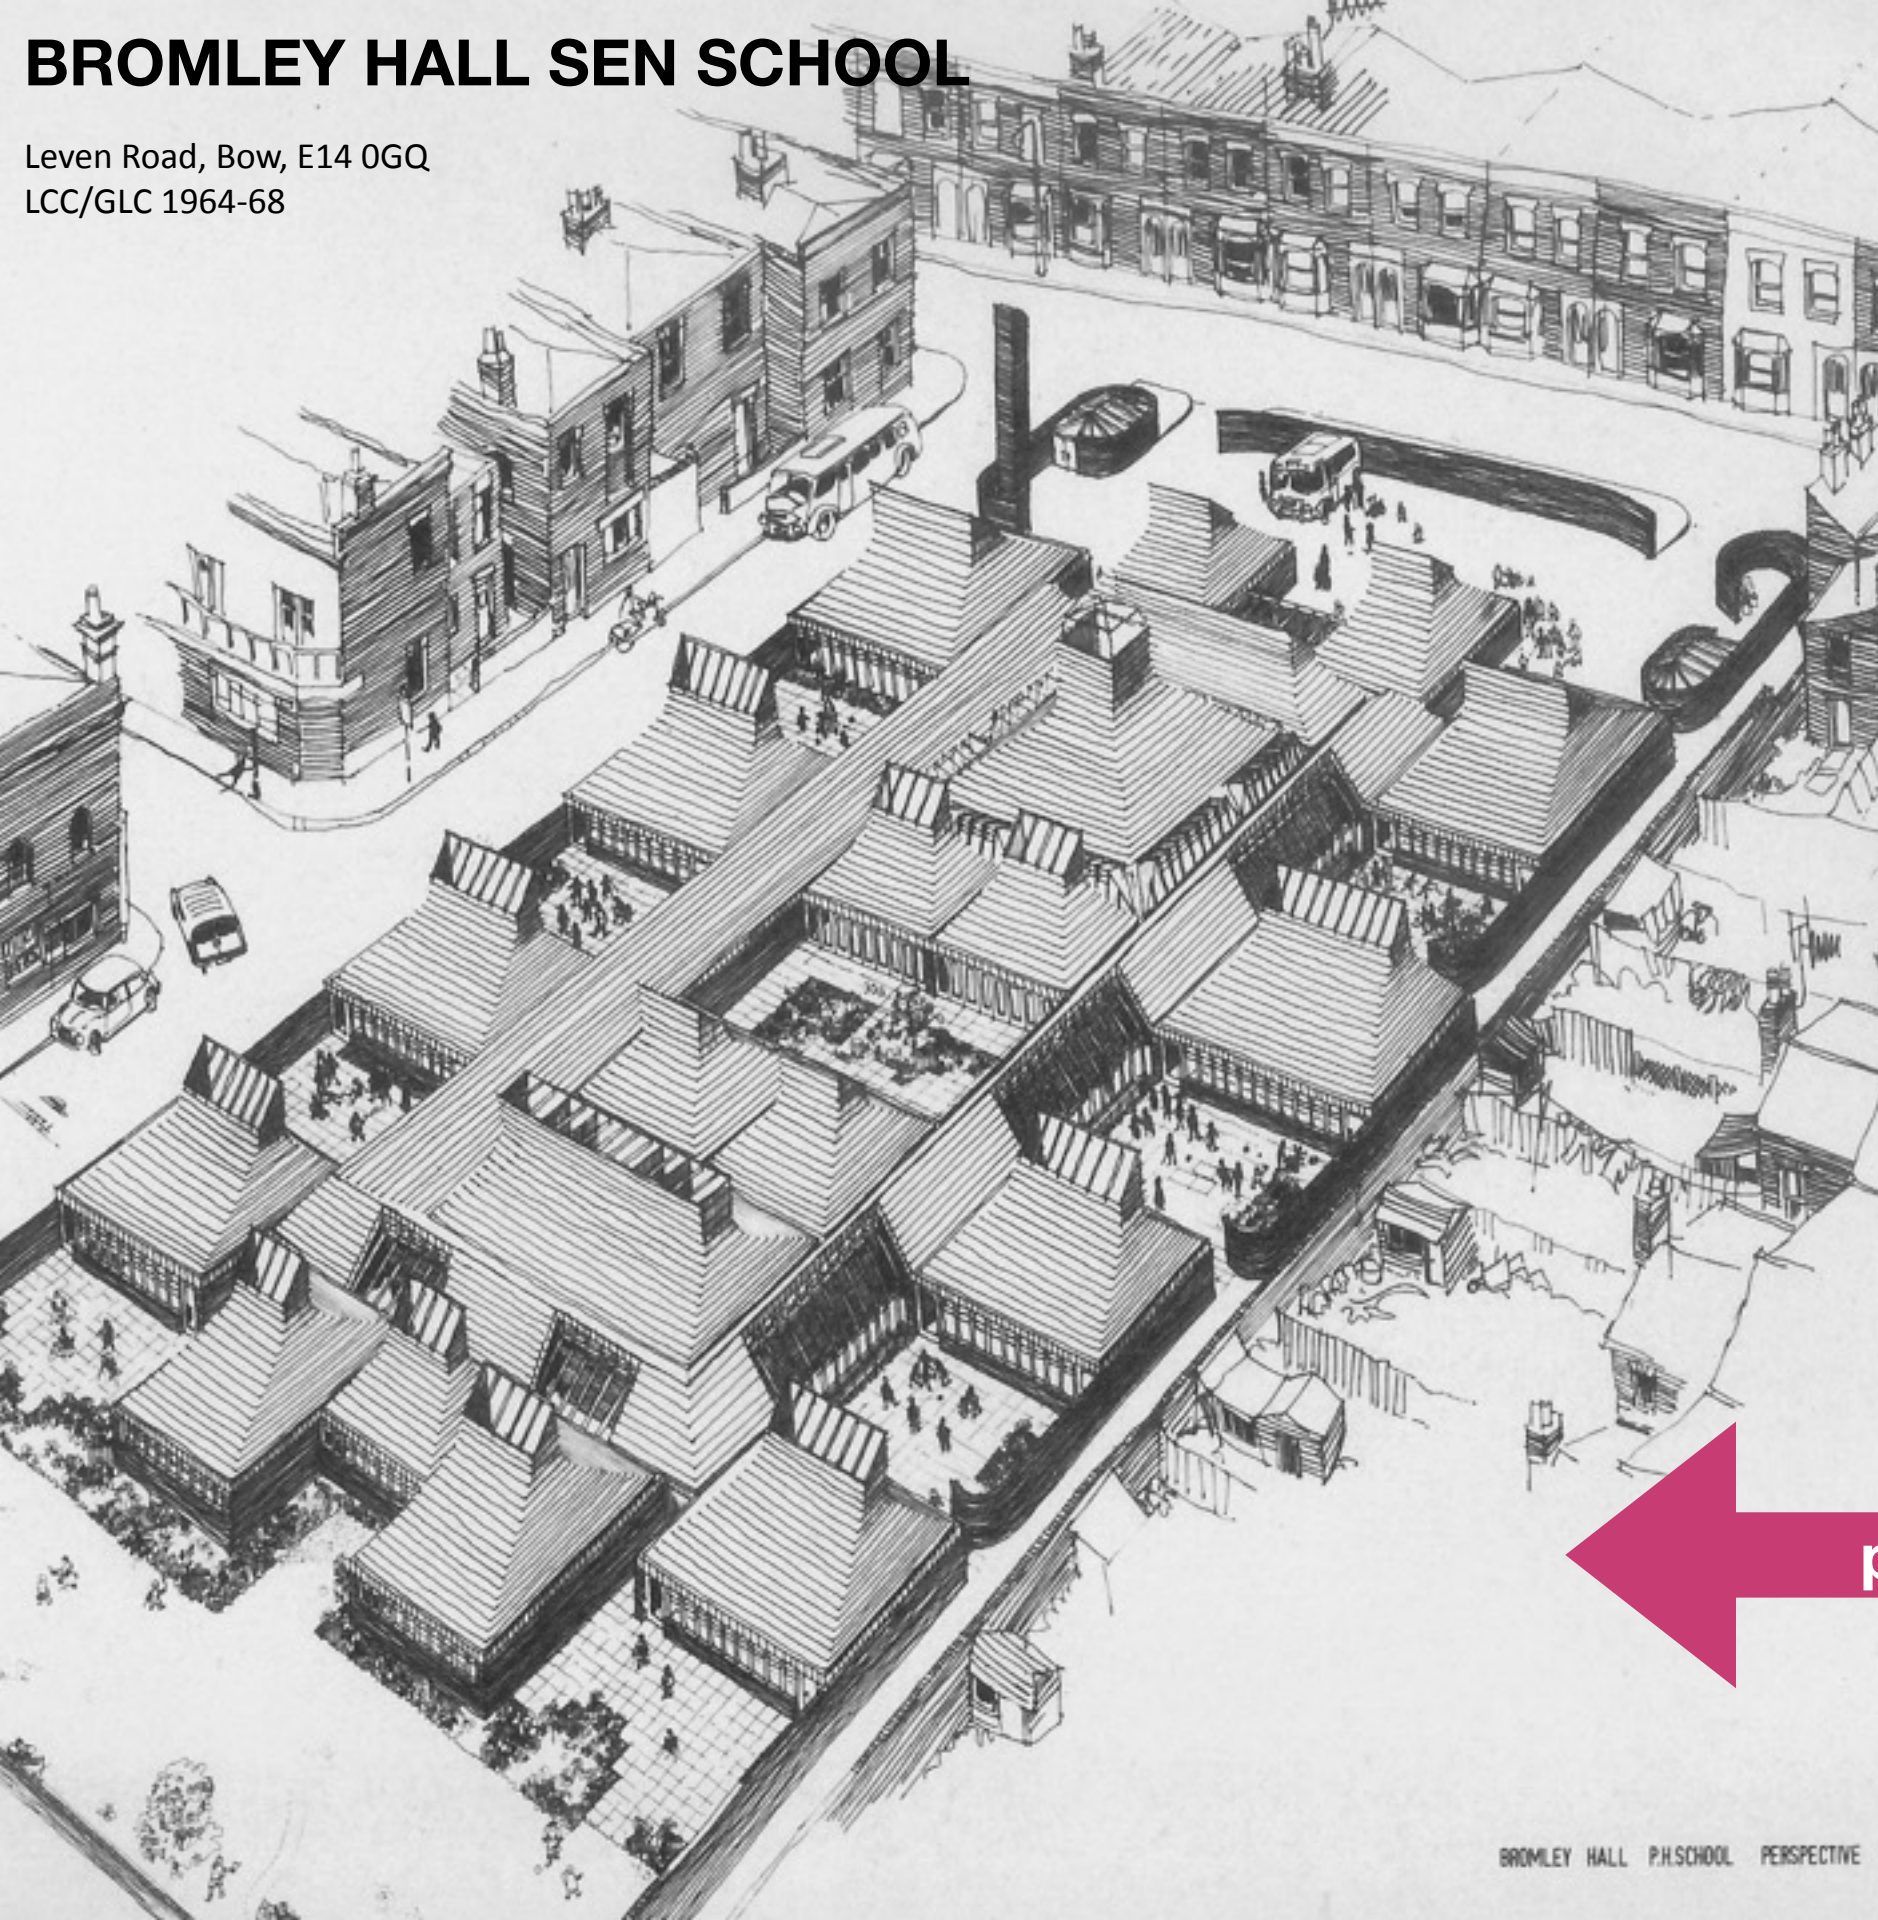 BROMLEY HALL SEN SCHOOL
Leven Road, Bow, E14 0GQ
LCC/GLC 1964-68
p
BROMLEY HALL P.H.SCHOOL PERSPECTIVE